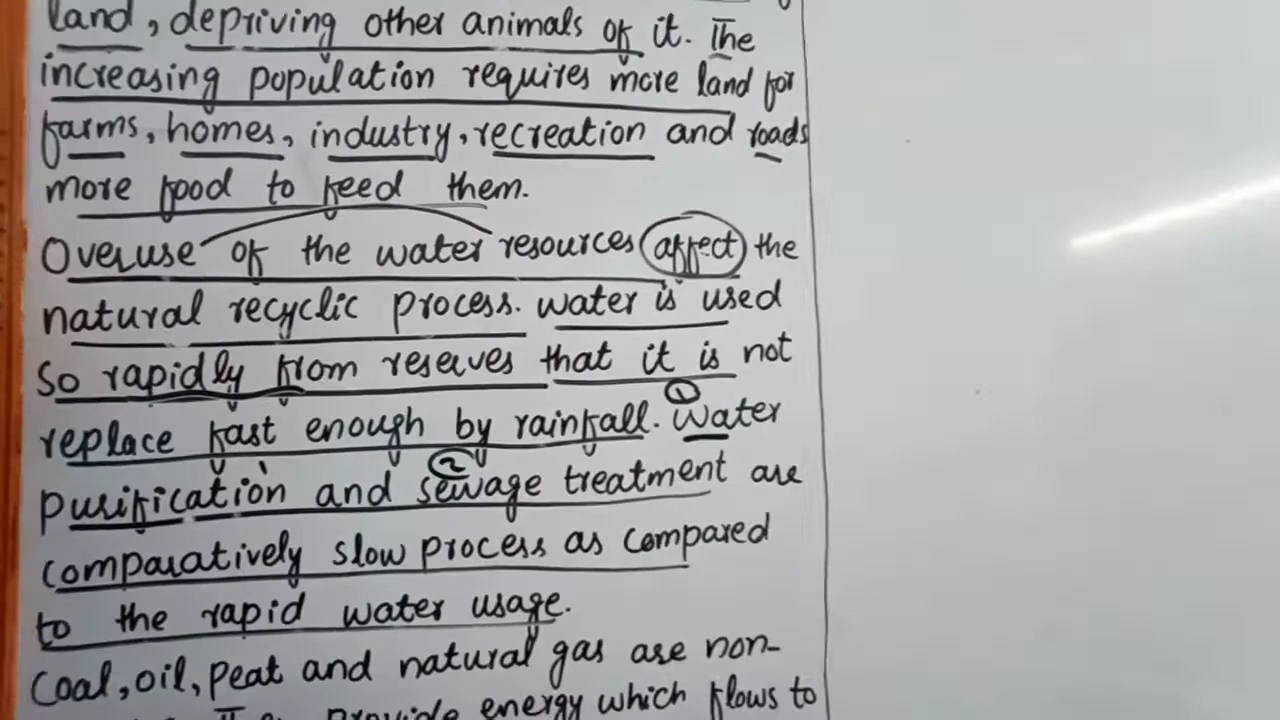 land, depriving other animals of it. The
increasing population requires more land for
farms, homes, industry, recreation and roads
more food to feed them.
Overuse of the water resources affect the
natural recyclic process. water is used
So rapidly from reserves that it is not
replace fast enough by rainfall. Water
purification and sewage treatment are
comparatively slow process as compared
to the rapid water usage.
Coal, oil, peat and natural gas are non-
provide energy which flows to